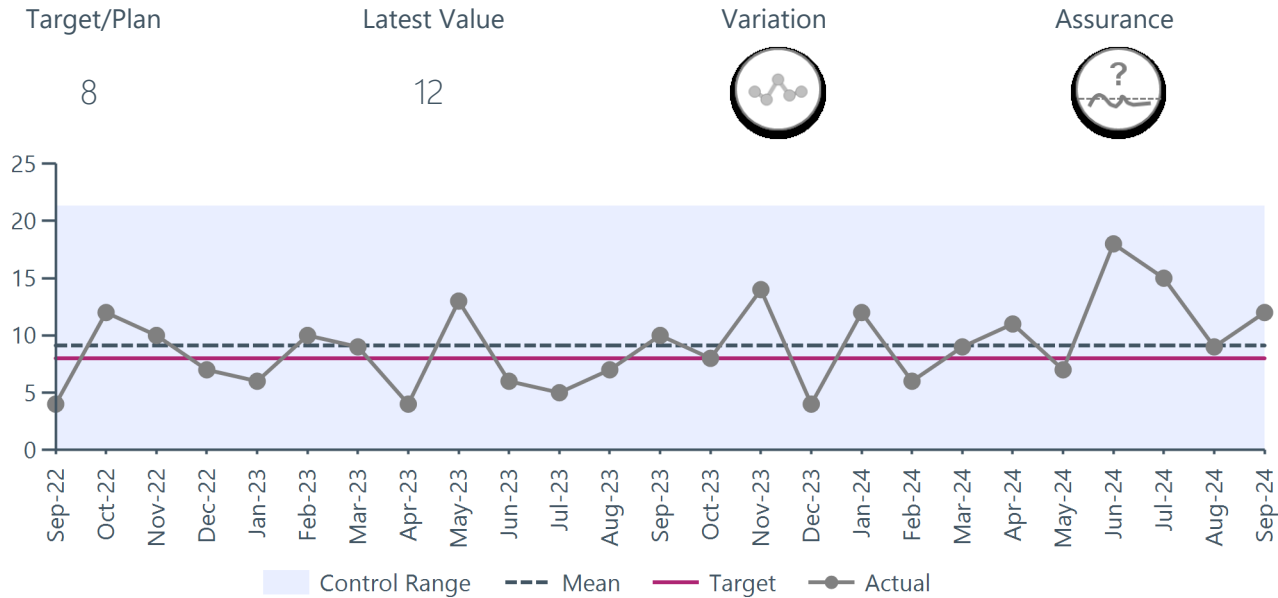 Target/Plan Latest Value Variation Assurance
8 12
?
25
20
15
10
5
0
Sep-22 Oct-22 Nov-22 Dec-22 Jan-23 Feb-23 Mar-23 Apr-23 May-23 Jun-23 Jul-23 Aug-23 Sep-23 Oct-23 Nov-23 Dec-23 Jan-24 Feb-24 Mar-24 Apr-24 May-24 Jun-24 Jul-24 Aug-24 Sep-24
Control Range Mean Target Actual